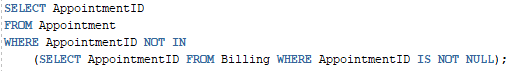 SELECT AppointmentID
FROM Appointment
WHERE AppointmentID NOT IN
(SELECT AppointmentID FROM Billing WHERE AppointmentID IS NOT NULL);